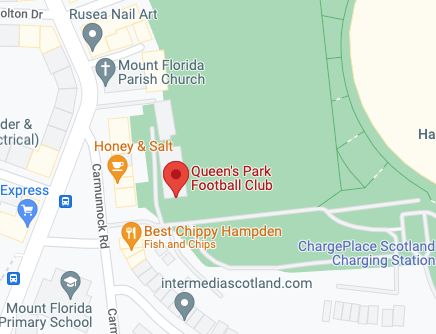 olton Dr
Rusea Nail Art
Mount Florida
Parish Church
der &
ctrical)
Honey & Salt
Queen's Park
Football Club
Ha
Express
Carmunnock Rd
Best Chippy Hampden
Fish and Chips
ChargePlace Scotland
Charging Station
intermediascotland.com
Mount Florida
Primary School
Carm